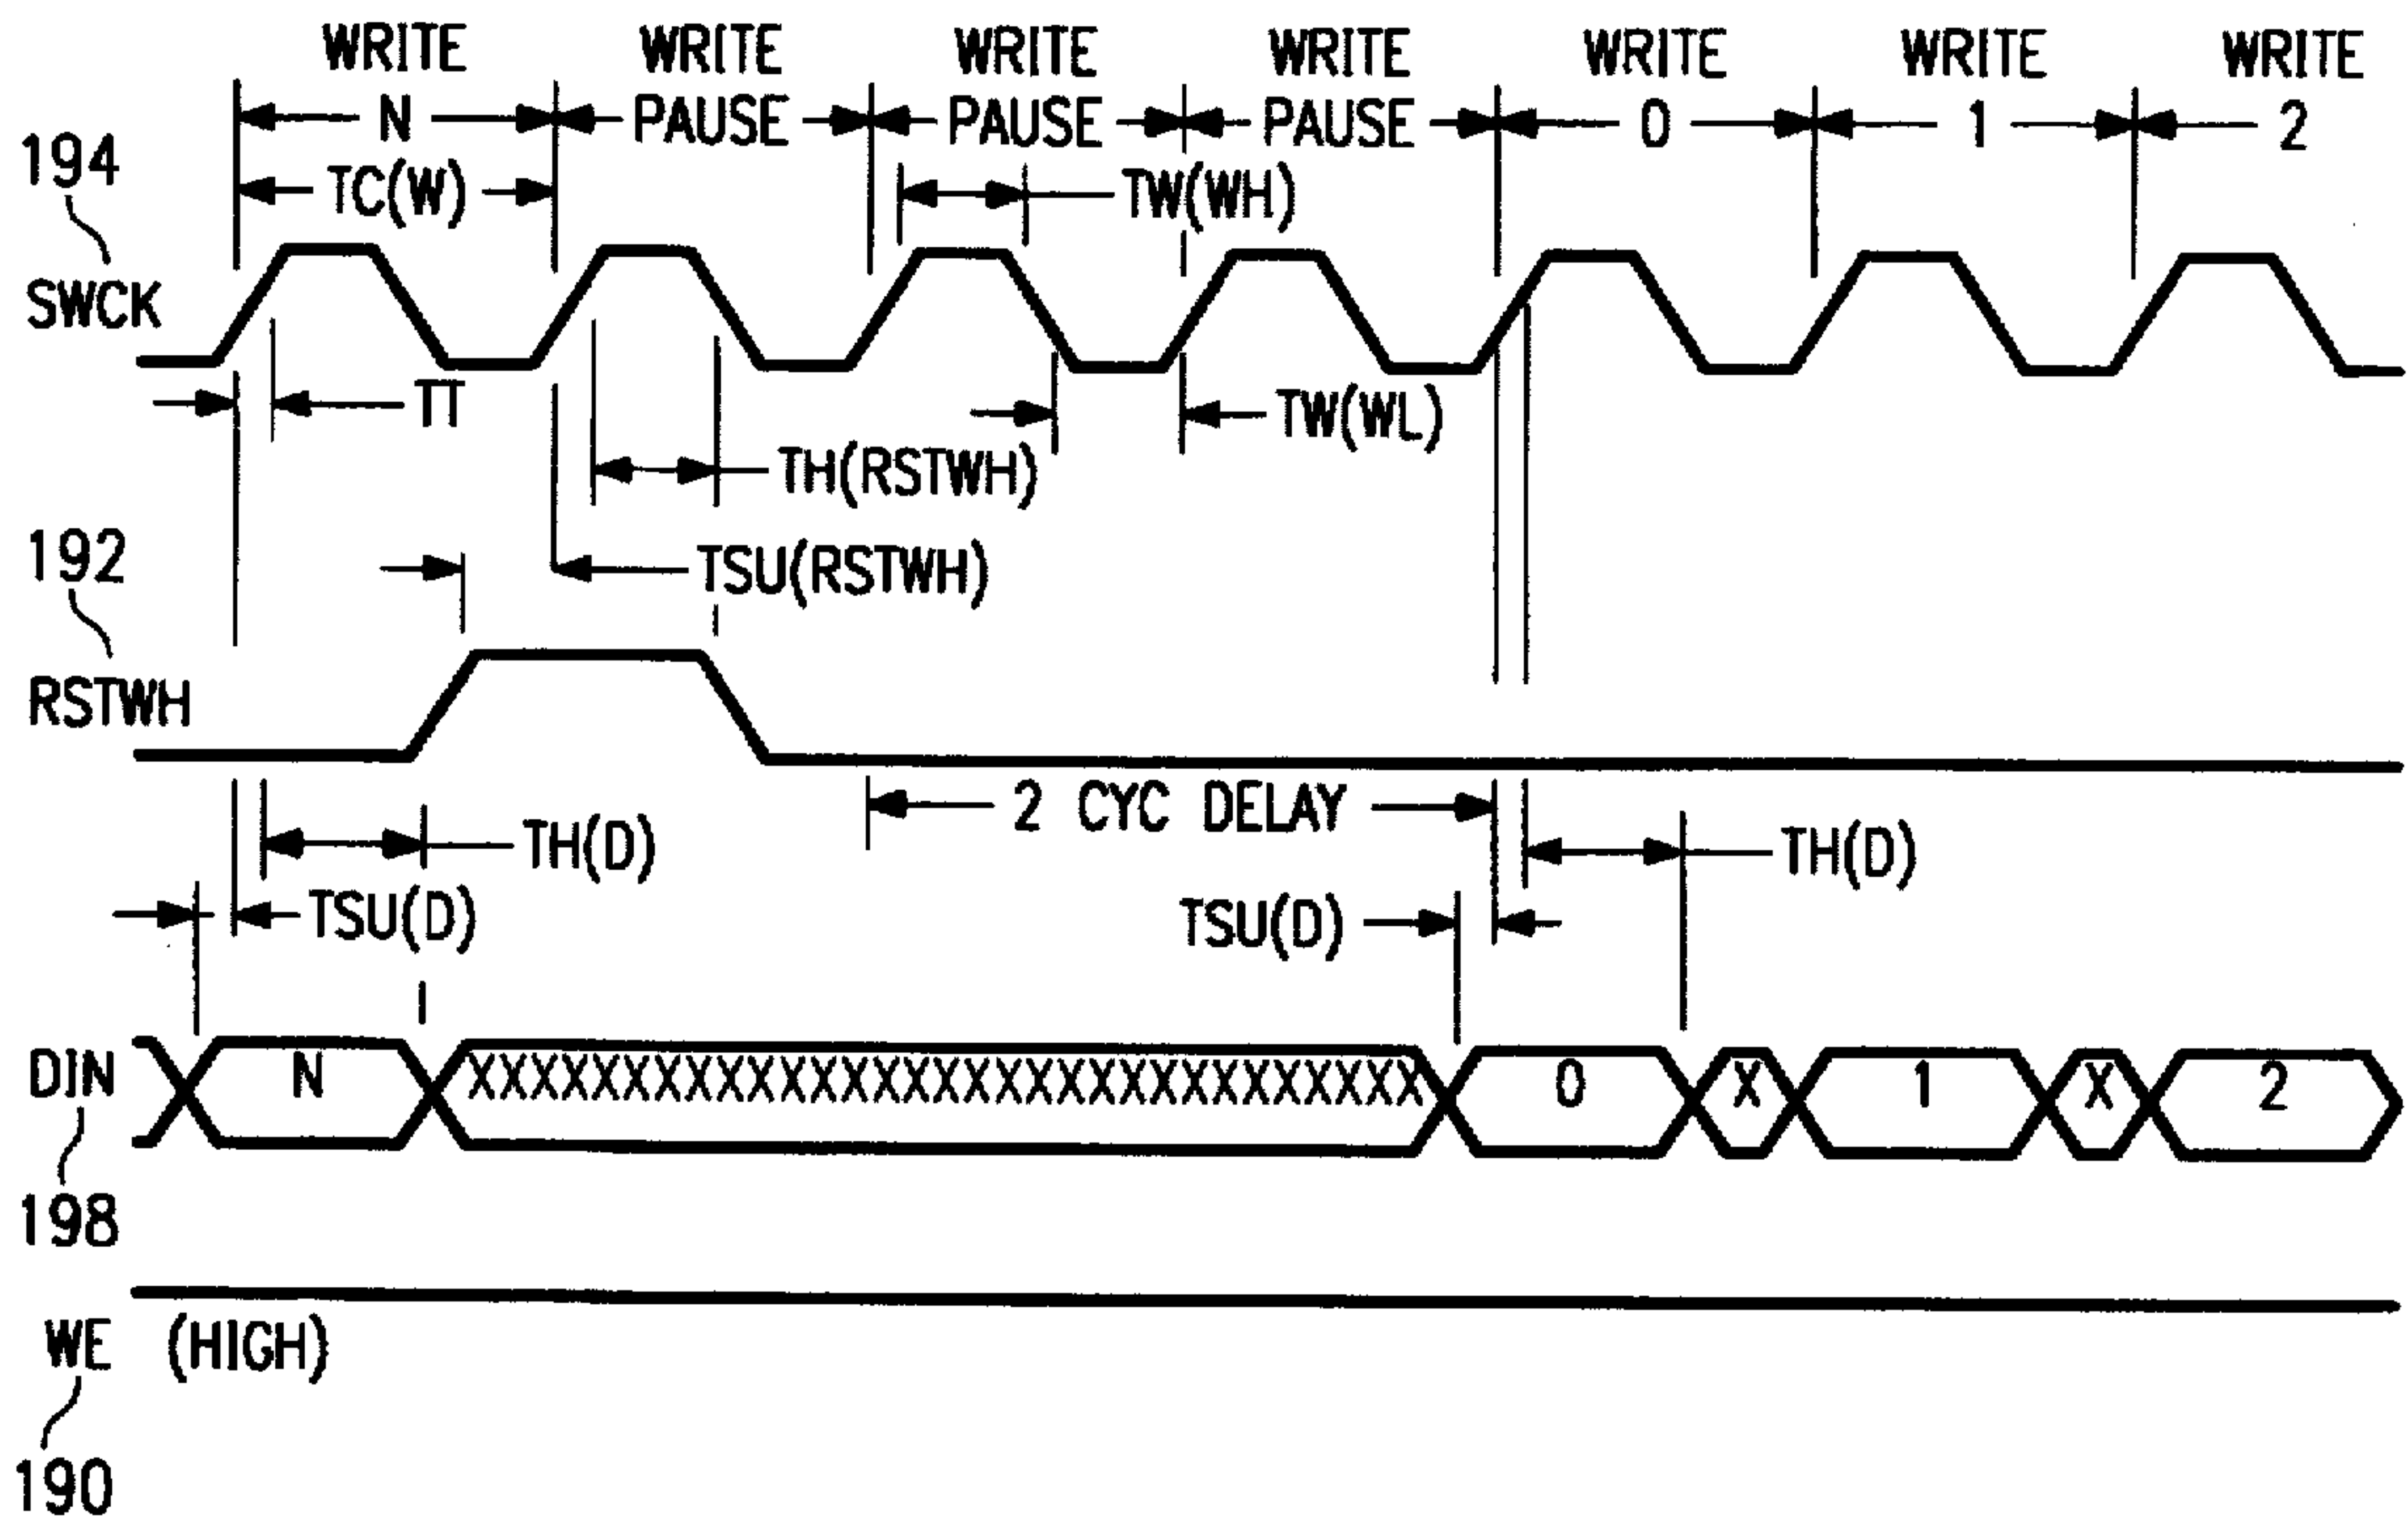 WRITE WRITE WRITE WRITE WRITE WRITE WRITE
N PAUSE PAUSE PAUSE 0 1 2
194 TC(W) TW(WH)
SWCK
TT TW(WL)
TH(RSTWH)
192 TSU(RSTWH)
RSTWH
2 CYC DELAY
TH(D) TH(D)
TSU(D) TSU(D)
DIN N XXXXXXXXXXXXXXXXXXXXXXXXXXXXXXX 0 X 1 X 2
198
WE (HIGH)
190